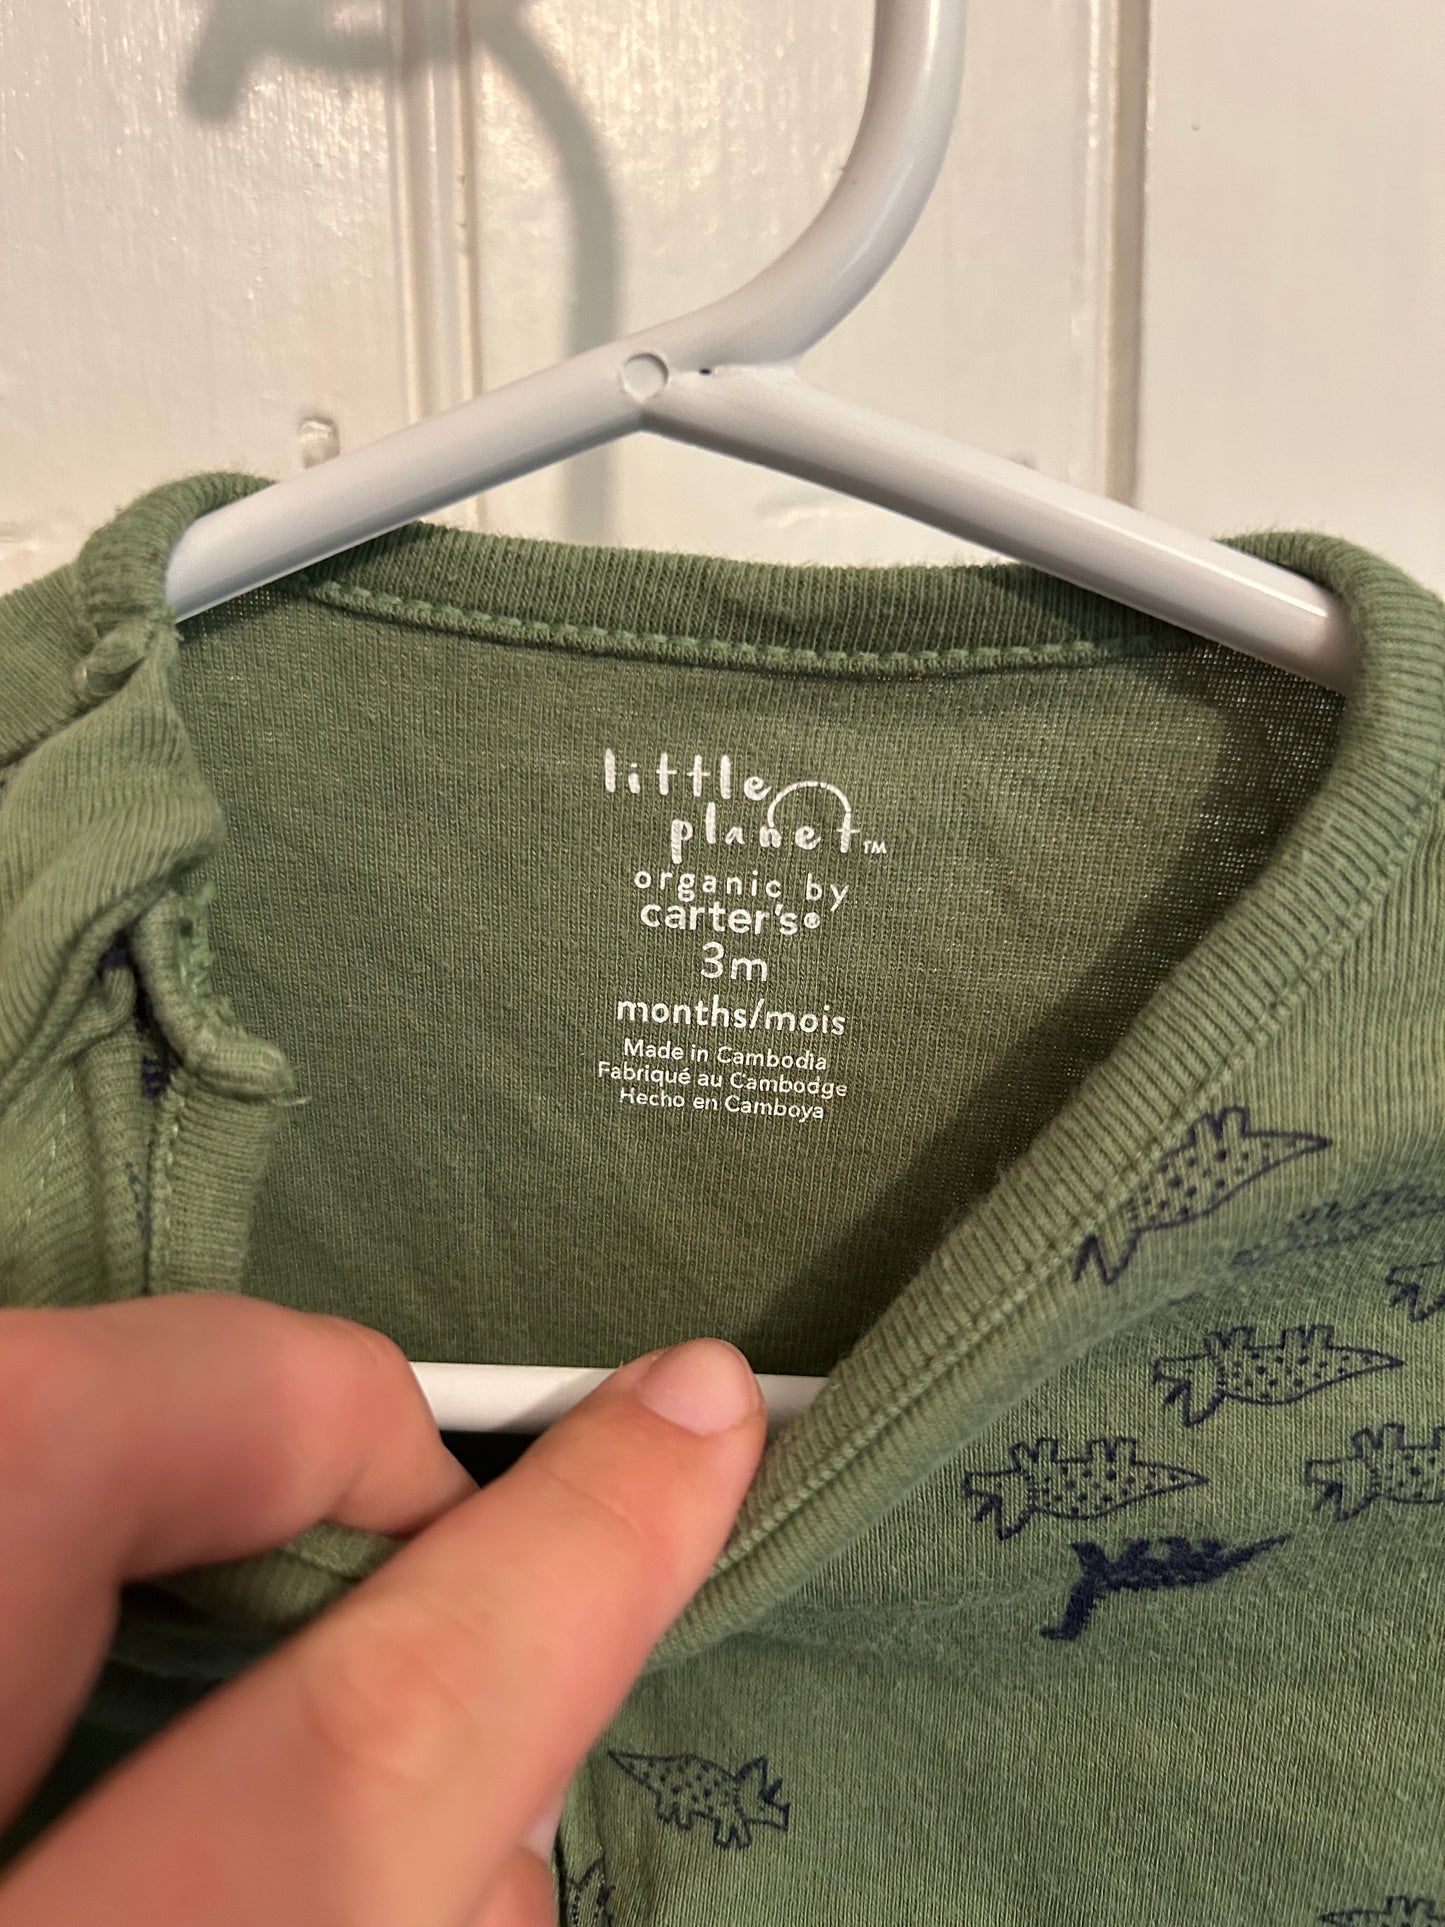 little
planet™
organic by
carter's®
3m
months/mois
Made in Cambodia
Fabriqué au Cambodge
Hecho en Camboya